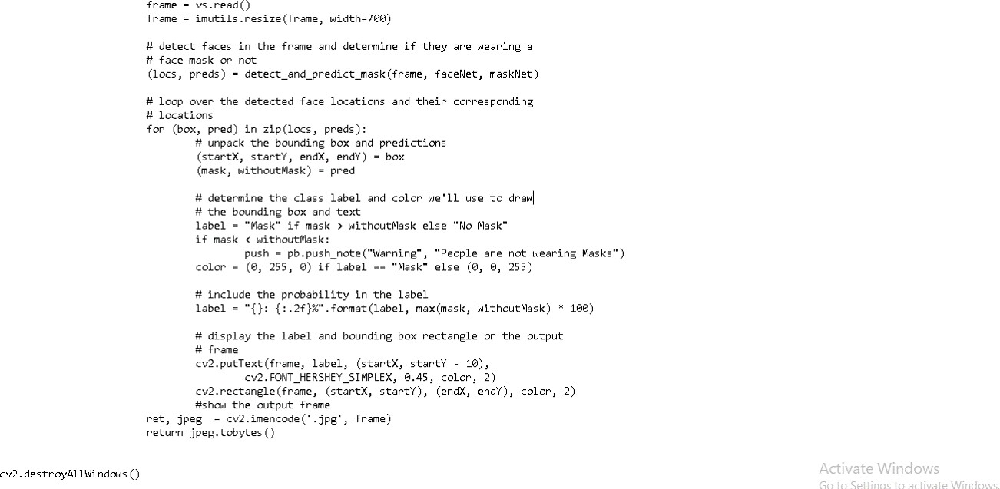 frame = vs.read()
frame = imutils.resize(frame, width=700)
# detect faces in the frame and determine if they are wearing a
# face mask or not
(locs, preds) = detect_and_predict_mask(frame, faceNet, maskNet)
# loop over the detected face locations and their corresponding
# locations
for (box, pred) in zip(locs, preds):
# unpack the bounding box and predictions
(startX, startY, endX, endY) = box
(mask, withoutMask) = pred
# determine the class label and color we'll use to draw
# the bounding box and text
label = "Mask" if mask > withoutMask else "No Mask"
if mask < withoutMask:
push = pb.push_note("Warning", "People are not wearing Masks")
color = (0, 255, 0) if label == "Mask" else (0, 0, 255)
# include the probability in the label
label = "{}: {:.2f}%".format(label, max(mask, withoutMask) * 100)
# display the label and bounding box rectangle on the output
# frame
cv2.putText(frame, label, (startX, startY - 10),
cv2.FONT_HERSHEY_SIMPLEX, 0.45, color, 2)
cv2.rectangle(frame, (startX, startY), (endX, endY), color, 2)
#show the output frame
ret, jpeg  = cv2.imencode('.jpg', frame)
return jpeg.tobytes()
cv2.destroyAllWindows()
Activate Windows
Go to Settings to activate Windows.